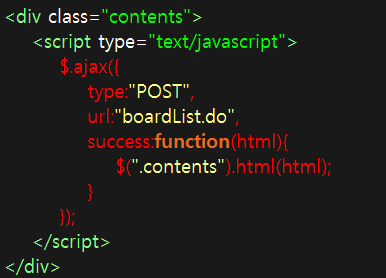 <div class="contents">
<script type="text/javascript">
$.ajax({
type:"POST",
url:"boardList.do",
success:function(html){
$(".contents").html(html);
}
});
</script>
</div>